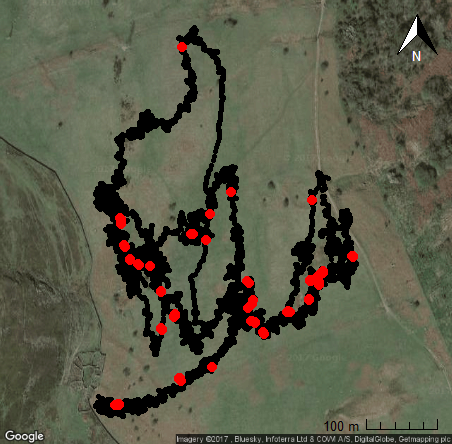 N
100 m
Google
Imagery ©2017 , Bluesky, Infoterra Ltd & COWI A/S, DigitalGlobe, Getmapping plc